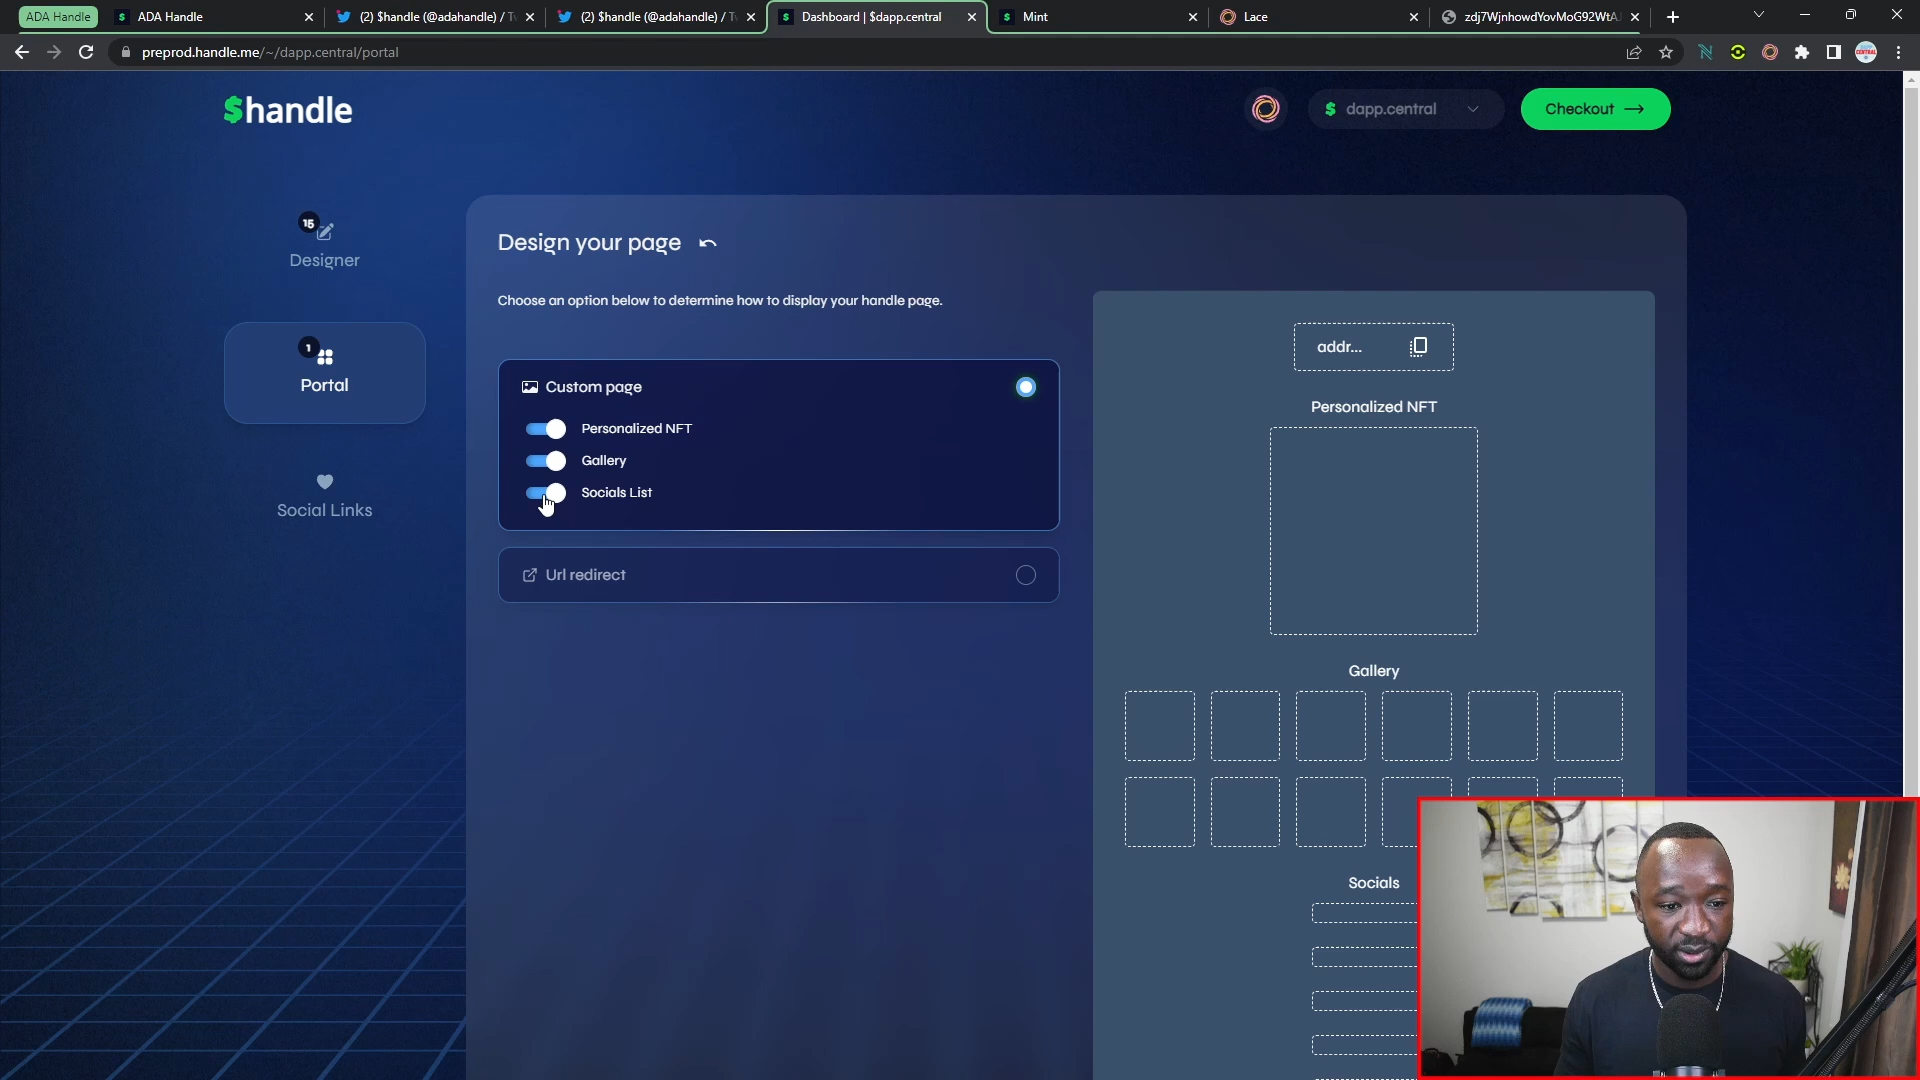 ADA Handle
ADA Handle
(2) $handle (@adahandle) / Tw
(2) $handle (@adahandle) / Tw
Dashboard | $dapp.central
Mint
Lace
zdj7WjnhowdYovMoG92WtA
preprod.handle.me/~/dapp.central/portal
$handle
$ dapp.central
Checkout
15
Designer
1
Portal
Social Links
Design your page
Choose an option below to determine how to display your handle page.
Custom page
Personalized NFT
Gallery
Socials List
Url redirect
addr...
Personalized NFT
Gallery
Socials